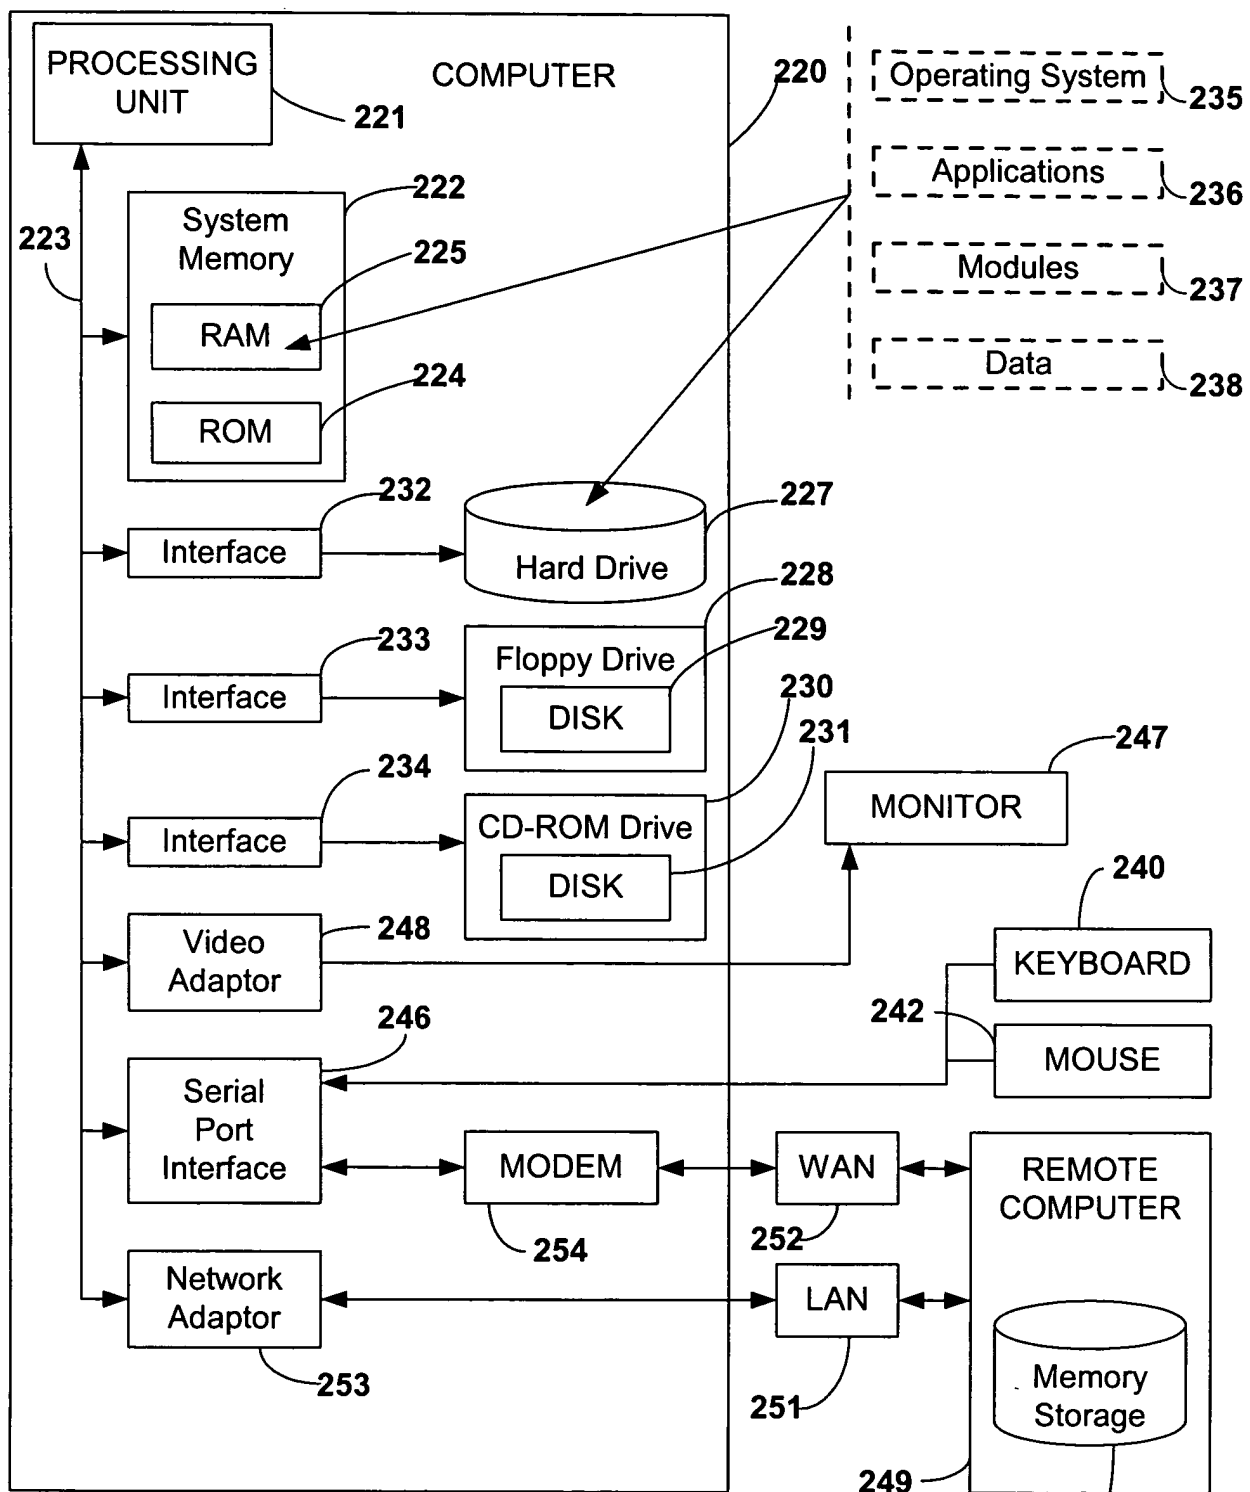 PROCESSING
UNIT
221
COMPUTER
220
Operating System
235
Applications
236
Modules
237
Data
238
223
222
System
Memory
225
RAM
224
ROM
232
Interface
227
Hard Drive
228
233
Interface
229
Floppy Drive
DISK
230
231
234
Interface
CD-ROM Drive
DISK
247
MONITOR
248
Video
Adaptor
240
KEYBOARD
242
MOUSE
246
Serial
Port
Interface
MODEM
254
WAN
252
REMOTE
COMPUTER
Network
Adaptor
253
LAN
251
Memory
Storage
249